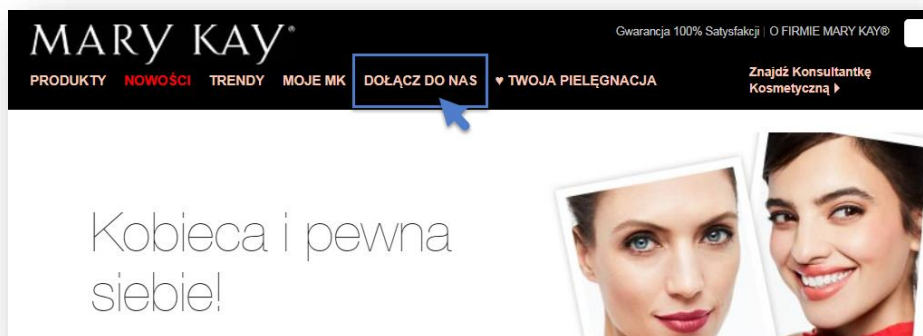 MARY KAY®
Gwarancja 100% Satysfakcji | O FIRMIE MARY KAY®
PRODUKTY NOWOŚCI TRENDY MOJE MK DOŁĄCZ DO NAS ♥ TWOJA PIELĘGNACJA
Znajdź Konsultantkę
Kosmetyczną
Kobieca i pewna
siebie!